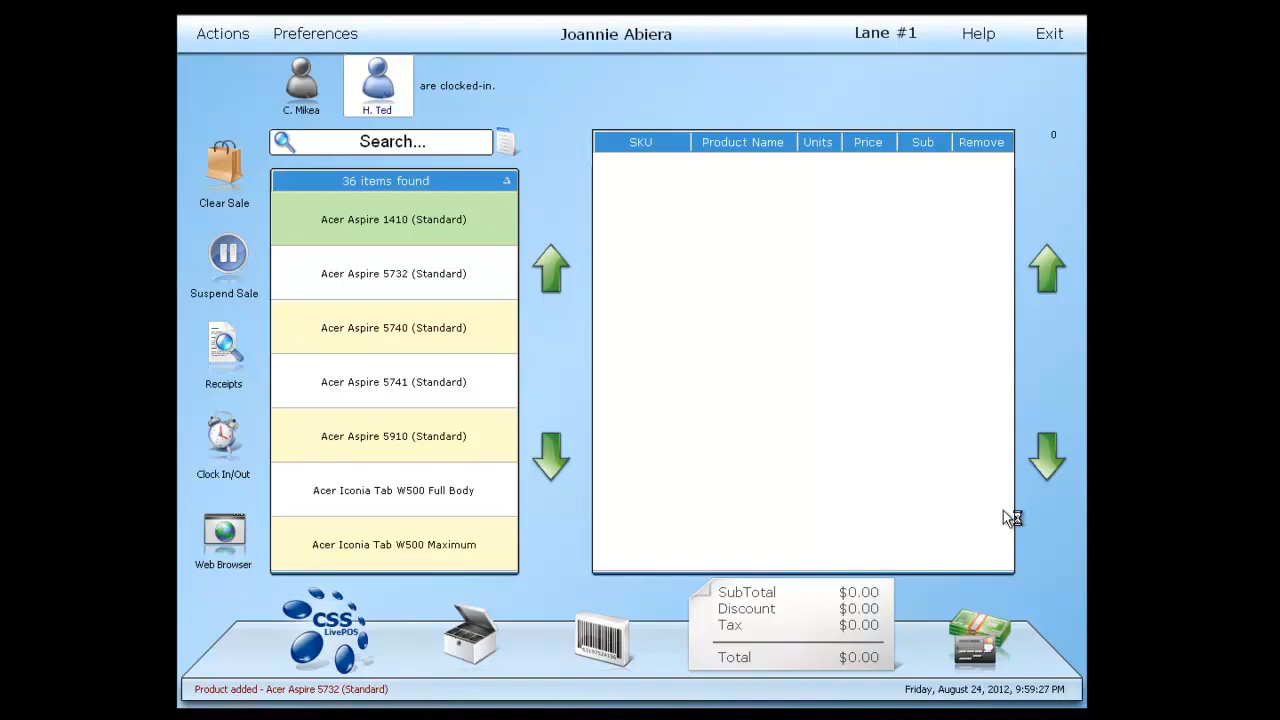 Actions Preferences Joannie Abiera Lane #1 Help Exit
C. Mikea H. Ted are clocked-in.
Search...
SKU Product Name Units Price Sub Remove 0
36 items found
Clear Sale
Acer Aspire 1410 (Standard)
Acer Aspire 5732 (Standard)
Suspend Sale
Acer Aspire 5740 (Standard)
Receipts
Acer Aspire 5741 (Standard)
Acer Aspire 5910 (Standard)
Clock In/Out
Acer Iconia Tab W500 Full Body
Acer Iconia Tab W500 Maximum
Web Browser
CSS
LivePOS
SubTotal $0.00
Discount $0.00
Tax $0.00
Total $0.00
Product added - Acer Aspire 5732 (Standard) Friday, August 24, 2012, 9:59:27 PM